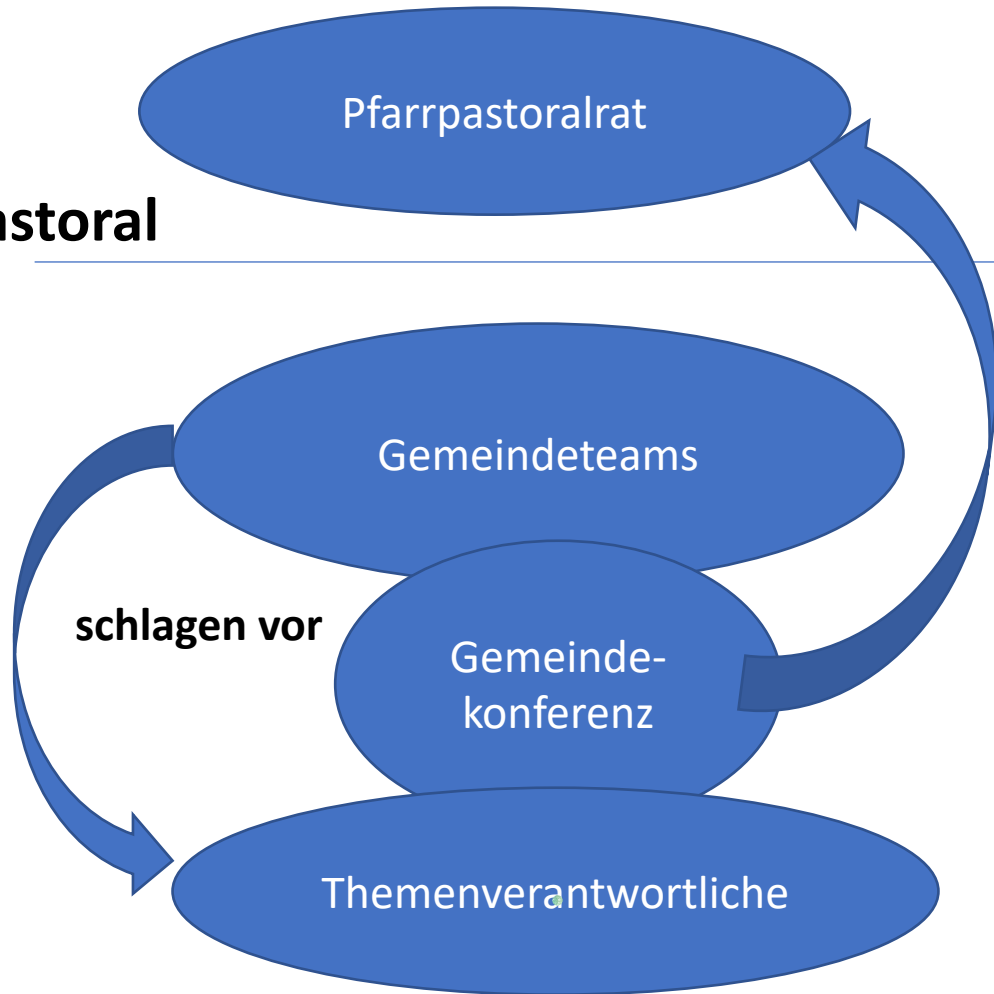 Pfarrpastoralrat
astoral
Gemeindeteams
schlagen vor
Gemeinde-
konferenz
Themenverantwortliche